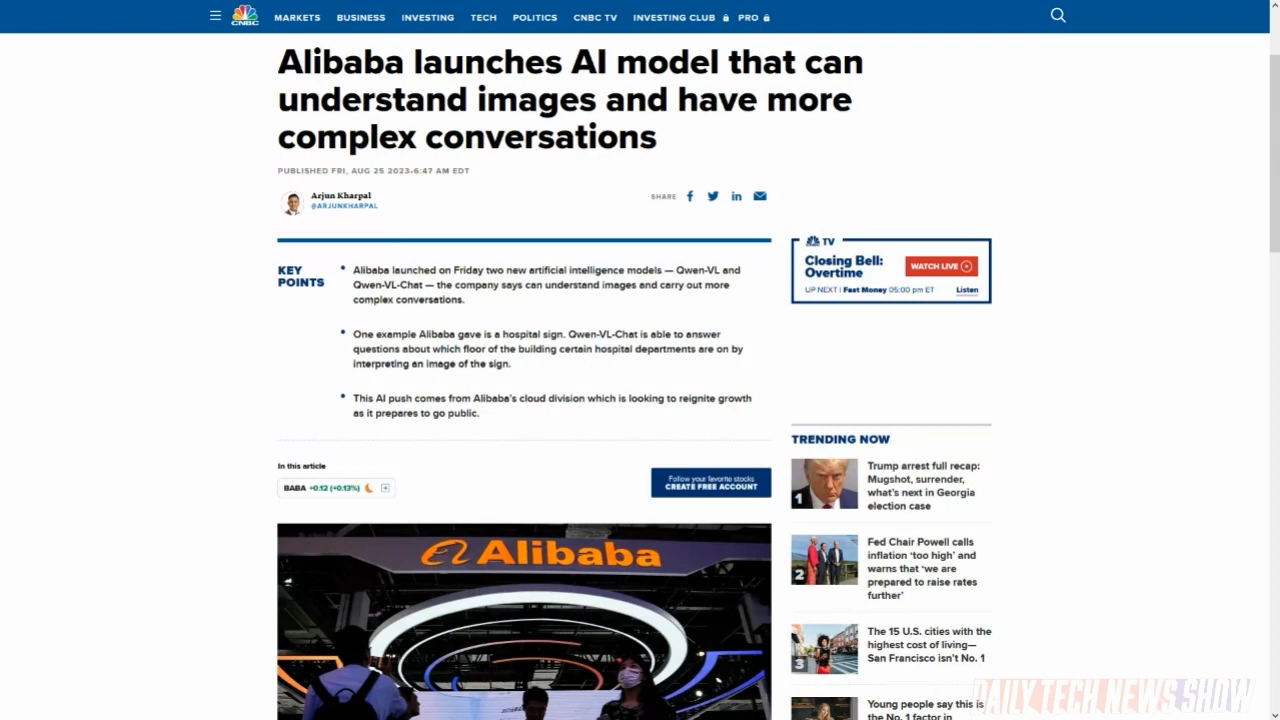 CNBC
MARKETS
BUSINESS
INVESTING
TECH
POLITICS
CNBC TV
INVESTING CLUB
PRO
Alibaba launches AI model that can
understand images and have more
complex conversations
PUBLISHED FRI, AUG 25 2023•6:47 AM EDT
Arjun Kharpal
@ARJUNKHARPAL
SHARE
KEY
POINTS
Alibaba launched on Friday two new artificial intelligence models — Qwen-VL and
Qwen-VL-Chat — the company says can understand images and carry out more
complex conversations.
One example Alibaba gave is a hospital sign. Qwen-VL-Chat is able to answer
questions about which floor of the building certain hospital departments are on by
interpreting an image of the sign.
This AI push comes from Alibaba's cloud division which is looking to reignite growth
as it prepares to go public.
In this article
BABA +0.12 (+0.13%)
Follow your favorite stocks
CREATE FREE ACCOUNT
Alibaba
TV
Closing Bell:
Overtime
WATCH LIVE
UP NEXT | Fast Money 05:00 pm ET
Listen
TRENDING NOW
1
Trump arrest full recap:
Mugshot, surrender,
what's next in Georgia
election case
2
Fed Chair Powell calls
inflation 'too high' and
warns that 'we are
prepared to raise rates
further'
3
The 15 U.S. cities with the
highest cost of living—
San Francisco isn't No. 1
Young people say this is
the No. 1 factor in
DAILY TECH NEWS SHOW